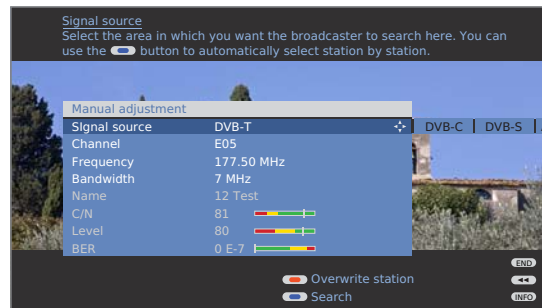 Signal source
Select the area in which you want the broadcaster to search here. You can
use the button to automatically select station by station.
Manual adjustment
SIgnal source DVB-T DVB-C DVB-S
Channel E05
Frequency 177.50 MHz
Bandwidth 7 MHz
Name 12 Test
C/N 81
Level 80
BER 0 E-7
END
Overwrite station
Search INFO